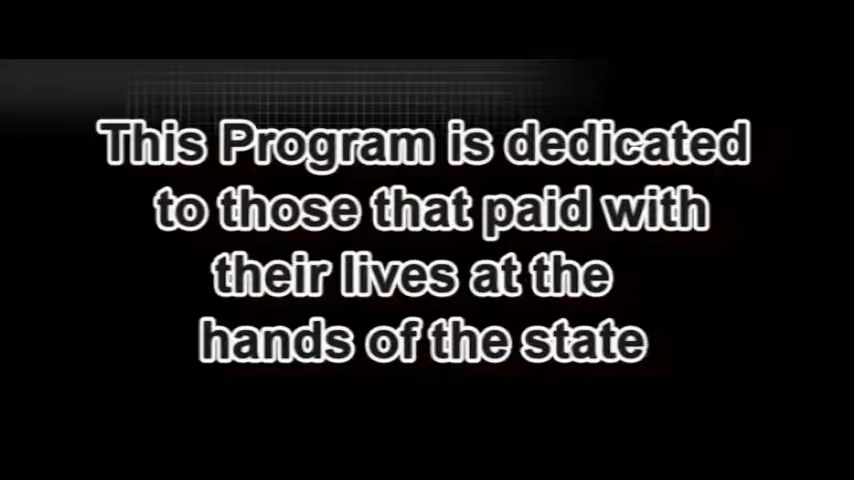 This Program is dedicated
to those that paid with
their lives at the
hands of the state